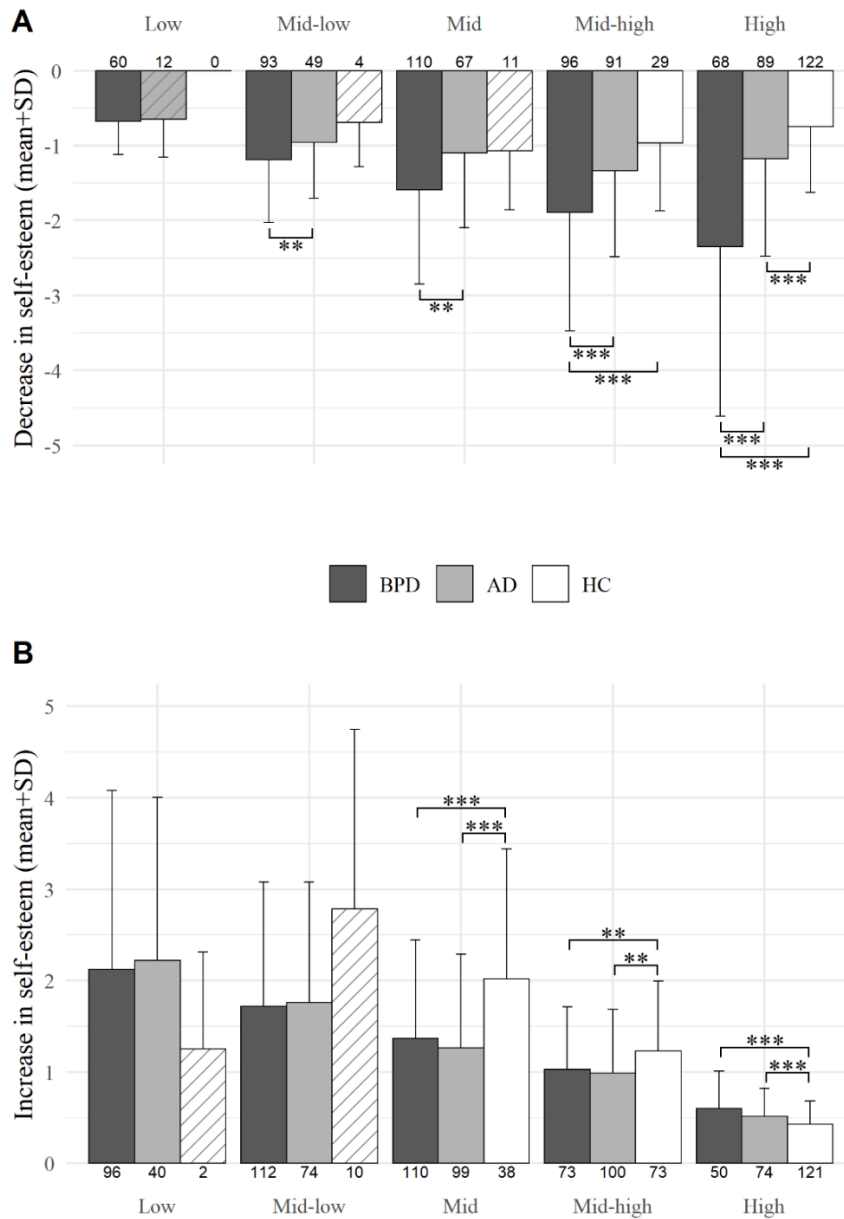 A
Low Mid-low Mid Mid-high High
60 12 0 93 49 4 110 67 11 96 91 29 68 89 122
0
-1
-2
-3
-4
-5
Decrease in self-esteem (mean+SD)
**
**
***
***
***
***
***
BPD AD HC
B
5
4
3
2
1
0
Increase in self-esteem (mean+SD)
***
***
**
**
***
***
96 40 2 112 74 10 110 99 38 73 100 73 50 74 121
Low Mid-low Mid Mid-high High